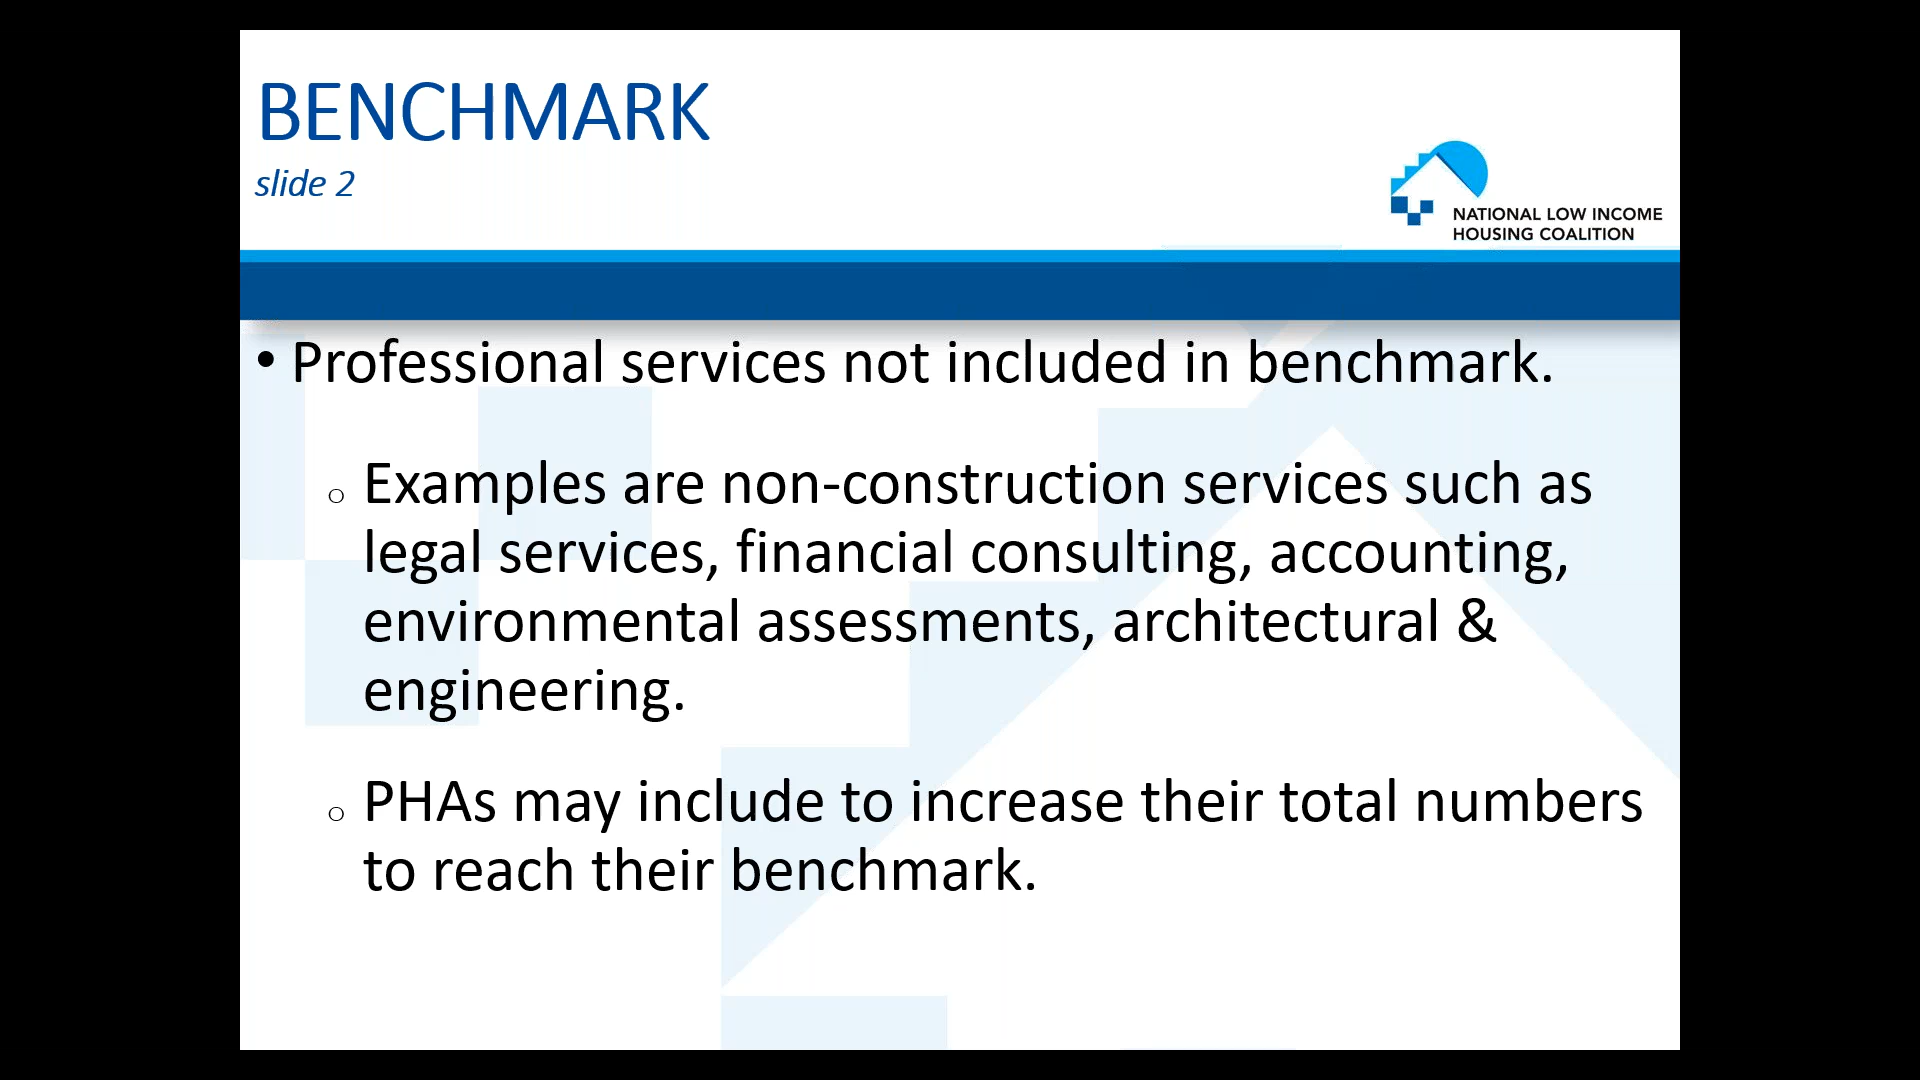 BENCHMARK
slide 2
NATIONAL LOW INCOME
HOUSING COALITION
• Professional services not included in benchmark.
o Examples are non-construction services such as
legal services, financial consulting, accounting,
environmental assessments, architectural &
engineering.
o PHAs may include to increase their total numbers
to reach their benchmark.